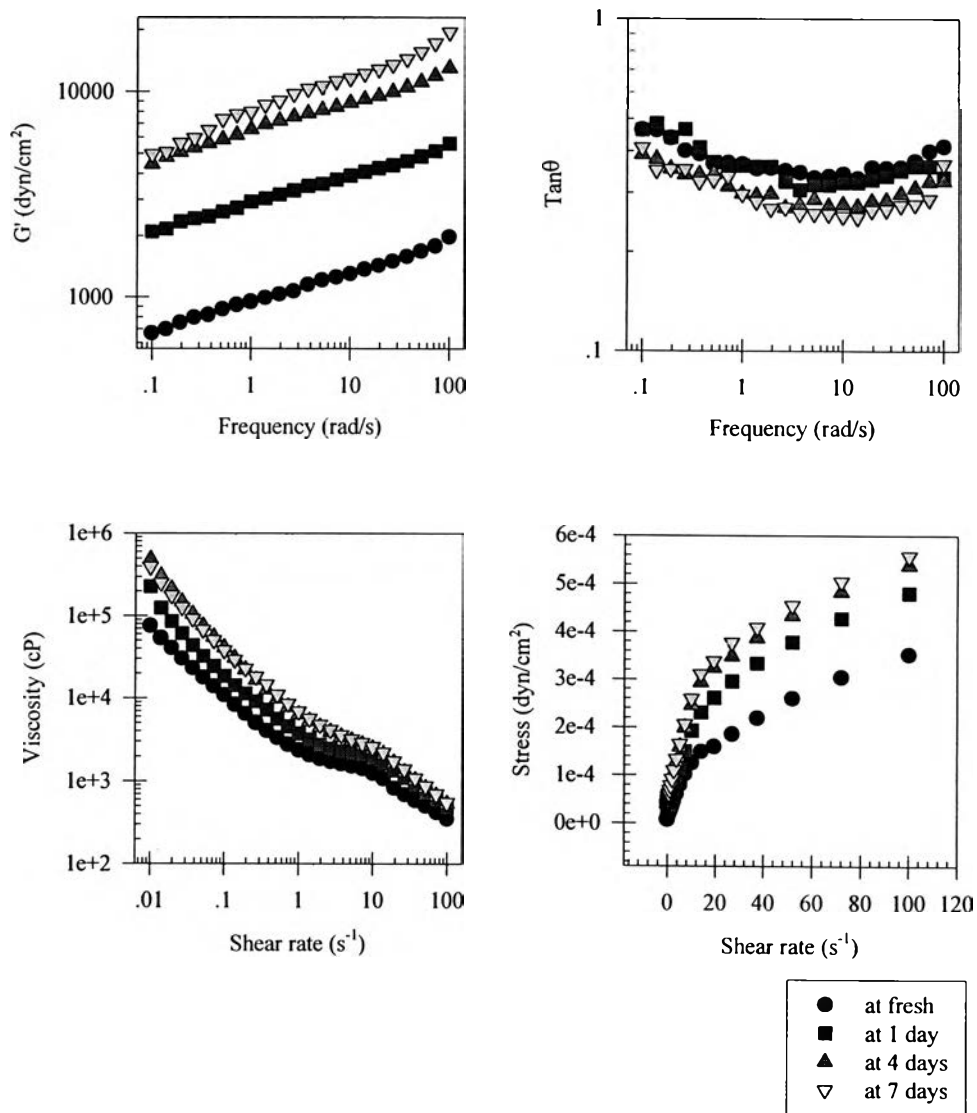 10000
1000
G' (dyn/cm²)
.1 1 10 100
Frequency (rad/s)
1
.1
Tanθ
.1 1 10 100
Frequency (rad/s)
1e+6
1e+5
1e+4
1e+3
1e+2
Viscosity (cP)
.01 .1 1 10 100
Shear rate (s⁻¹)
6e-4
5e-4
4e-4
3e-4
2e-4
1e-4
0e+0
Stress (dyn/cm²)
0 20 40 60 80 100 120
Shear rate (s⁻¹)
at fresh
at 1 day
at 4 days
at 7 days